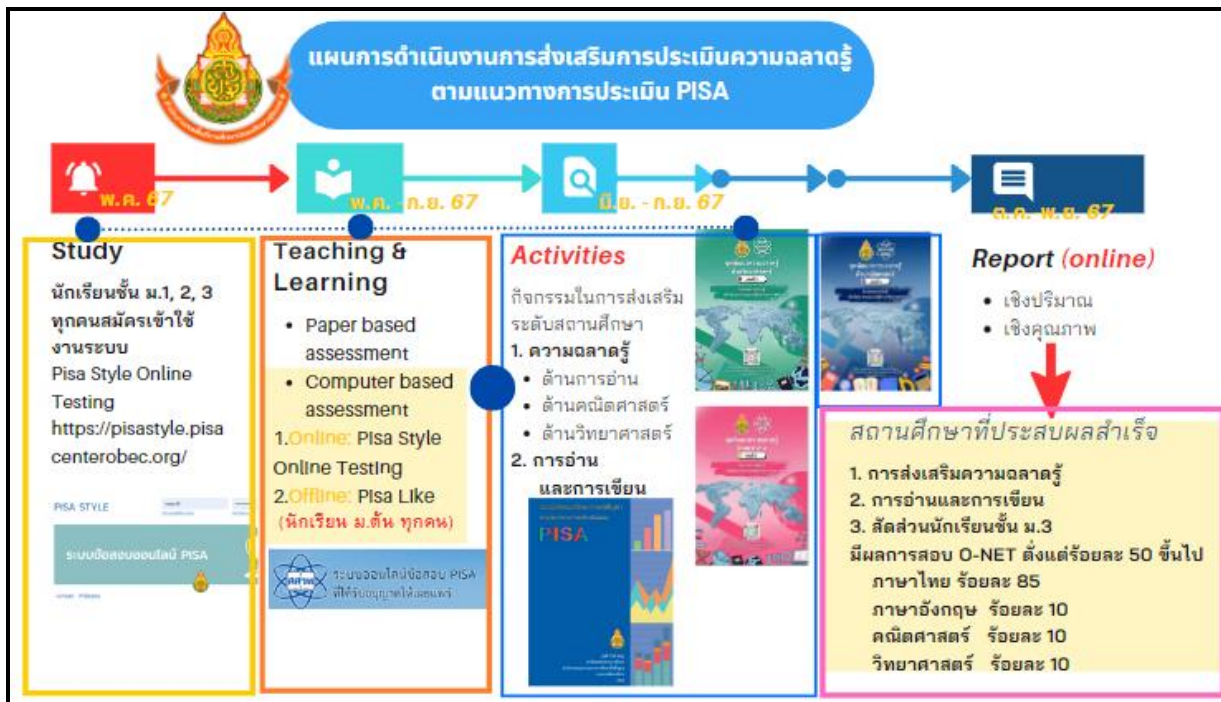 แผนการดำเนินงานการส่งเสริมการประเมินความฉลาดรู้
ตามแนวทางการประเมิน PISA
พ.ค. 67
พ.ค. - ก.ย. 67
มิ.ย. - ก.ย. 67
ต.ค. พ.ย. 67
Study
นักเรียนชั้น ม.1, 2, 3
ทุกคนสมัครเข้าใช้
งานระบบ
Pisa Style Online
Testing
https://pisastyle.pisa
centerobec.org/
PISA STYLE
ระบบข้อสอบออนไลน์ PISA
Teaching &
Learning
• Paper based
assessment
• Computer based
assessment
1.Online: Pisa Style
Online Testing
2.Offline: Pisa Like
(นักเรียน ม.ต้น ทุกคน)
สสวท
ระบบออนไลน์ข้อสอบ PISA
ที่ได้รับอนุญาตให้เผยแพร่
Activities
กิจกรรมในการส่งเสริม
ระดับสถานศึกษา
1. ความฉลาดรู้
• ด้านการอ่าน
• ด้านคณิตศาสตร์
• ด้านวิทยาศาสตร์
2. การอ่าน
และการเขียน
PISA
Report (online)
• เชิงปริมาณ
• เชิงคุณภาพ
สถานศึกษาที่ประสบผลสำเร็จ
1. การส่งเสริมความฉลาดรู้
2. การอ่านและการเขียน
3. สัดส่วนนักเรียนชั้น ม.3
มีผลการสอบ O-NET ตั้งแต่ร้อยละ 50 ขึ้นไป
ภาษาไทย ร้อยละ 85
ภาษาอังกฤษ ร้อยละ 10
คณิตศาสตร์ ร้อยละ 10
วิทยาศาสตร์ ร้อยละ 10